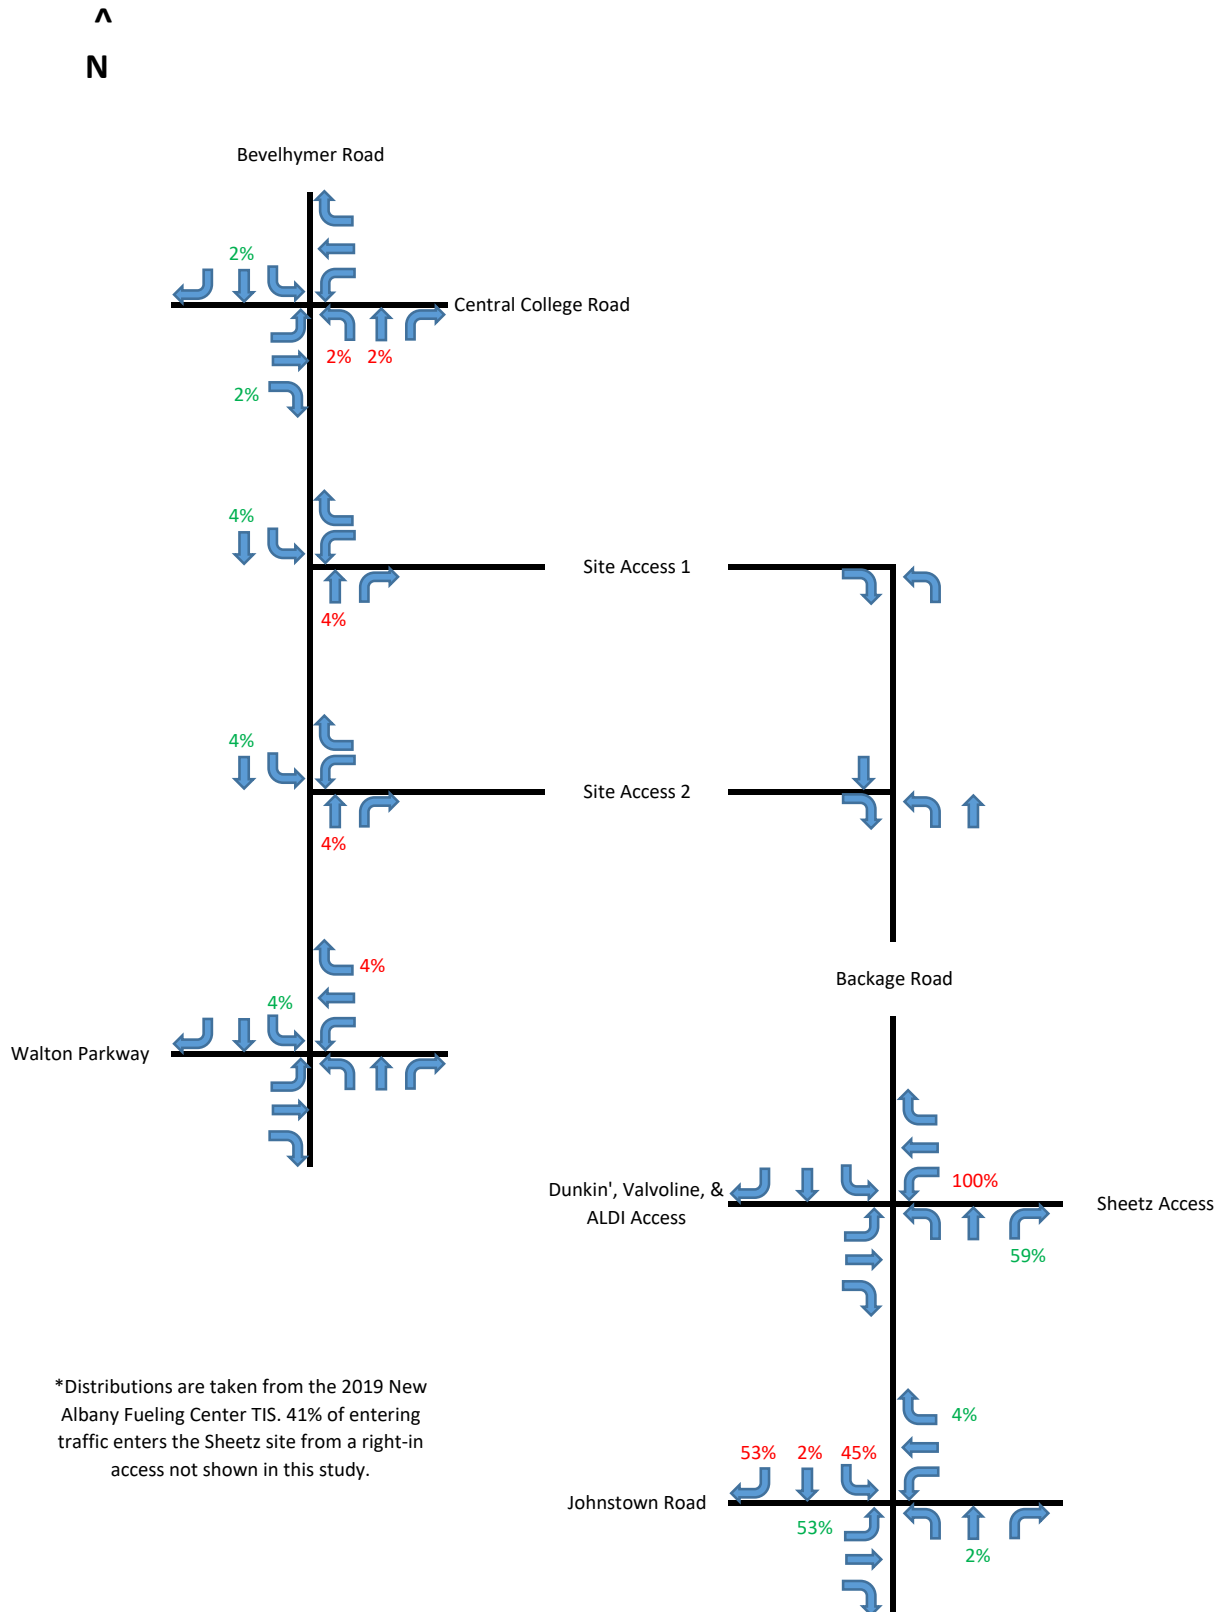 ^
N
Bevelhymer Road
2%
Central College Road
2% 2%
2%
4%
Site Access 1
4%
4%
Site Access 2
4%
4%
Backage Road
4%
Walton Parkway
100%
Dunkin', Valvoline, &
ALDI Access
Sheetz Access
59%
*Distributions are taken from the 2019 New
Albany Fueling Center TIS. 41% of entering
traffic enters the Sheetz site from a right-in
access not shown in this study.
4%
53% 2% 45%
Johnstown Road
53%
2%